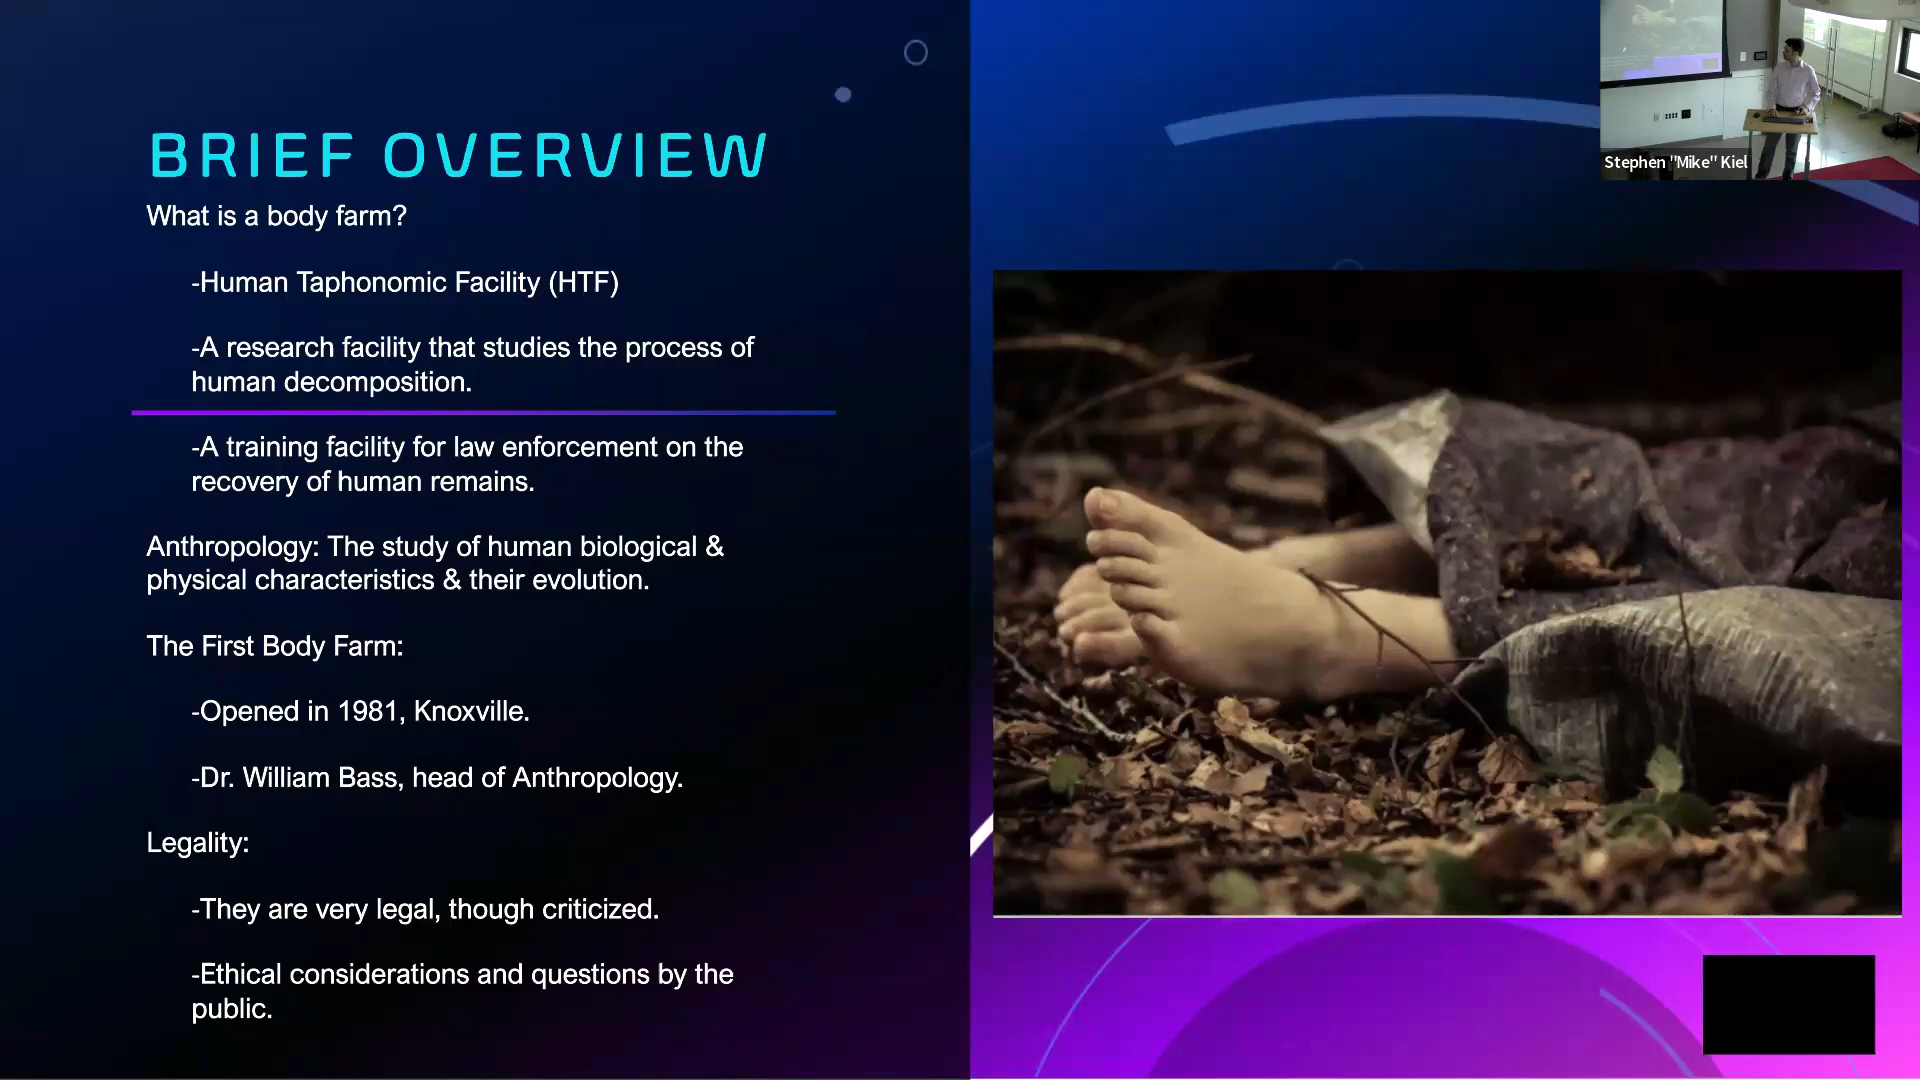 BRIEF OVERVIEW
What is a body farm?
-Human Taphonomic Facility (HTF)
-A research facility that studies the process of
human decomposition.
-A training facility for law enforcement on the
recovery of human remains.
Anthropology: The study of human biological &
physical characteristics & their evolution.
The First Body Farm:
-Opened in 1981, Knoxville.
-Dr. William Bass, head of Anthropology.
Legality:
-They are very legal, though criticized.
-Ethical considerations and questions by the
public.
Stephen "Mike" Kiel